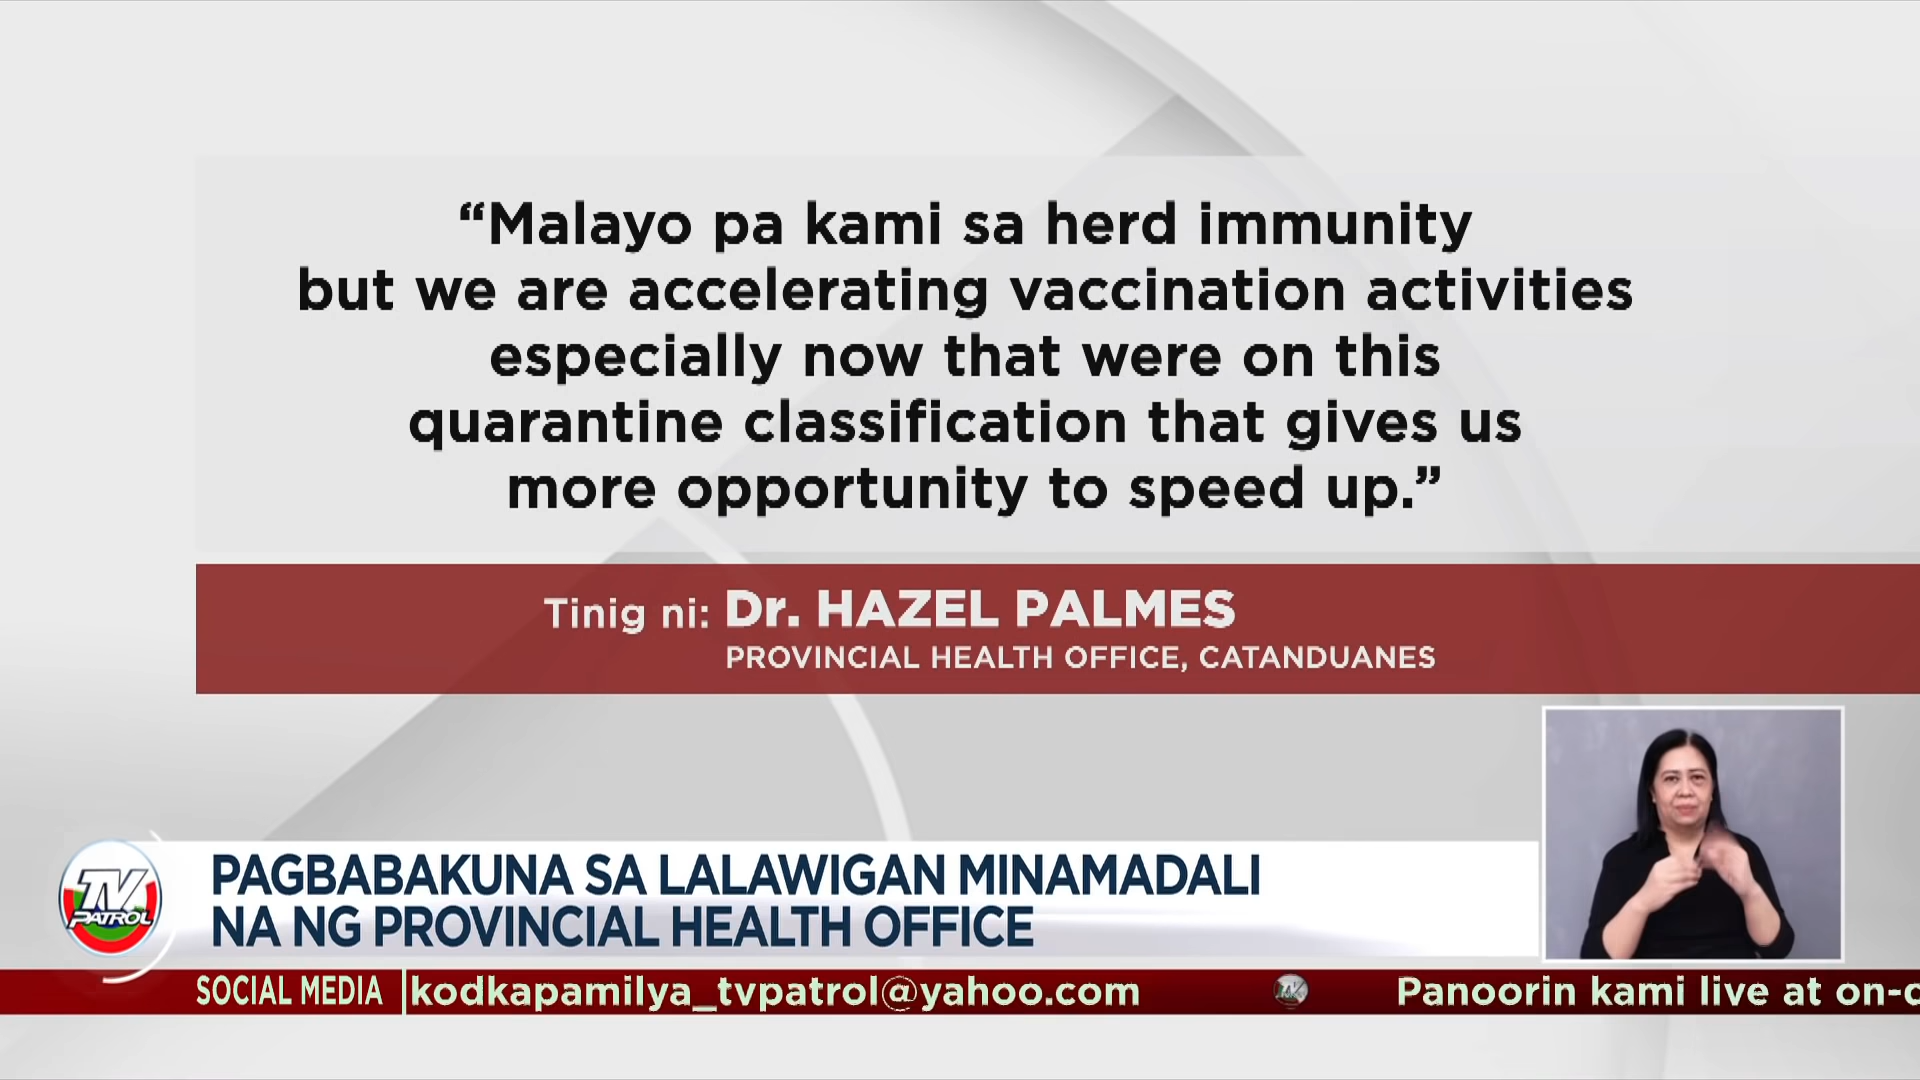 “Malayo pa kami sa herd immunity
but we are accelerating vaccination activities
especially now that were on this
quarantine classification that gives us
more opportunity to speed up.”
Tinig ni: Dr. HAZEL PALMES
PROVINCIAL HEALTH OFFICE, CATANDUANES
TV PATROL
PAGBABAKUNA SA LALAWIGAN MINAMADALI
NA NG PROVINCIAL HEALTH OFFICE
SOCIAL MEDIA kodkapamilya_tvpatrol@yahoo.com Panoorin kami live at on-